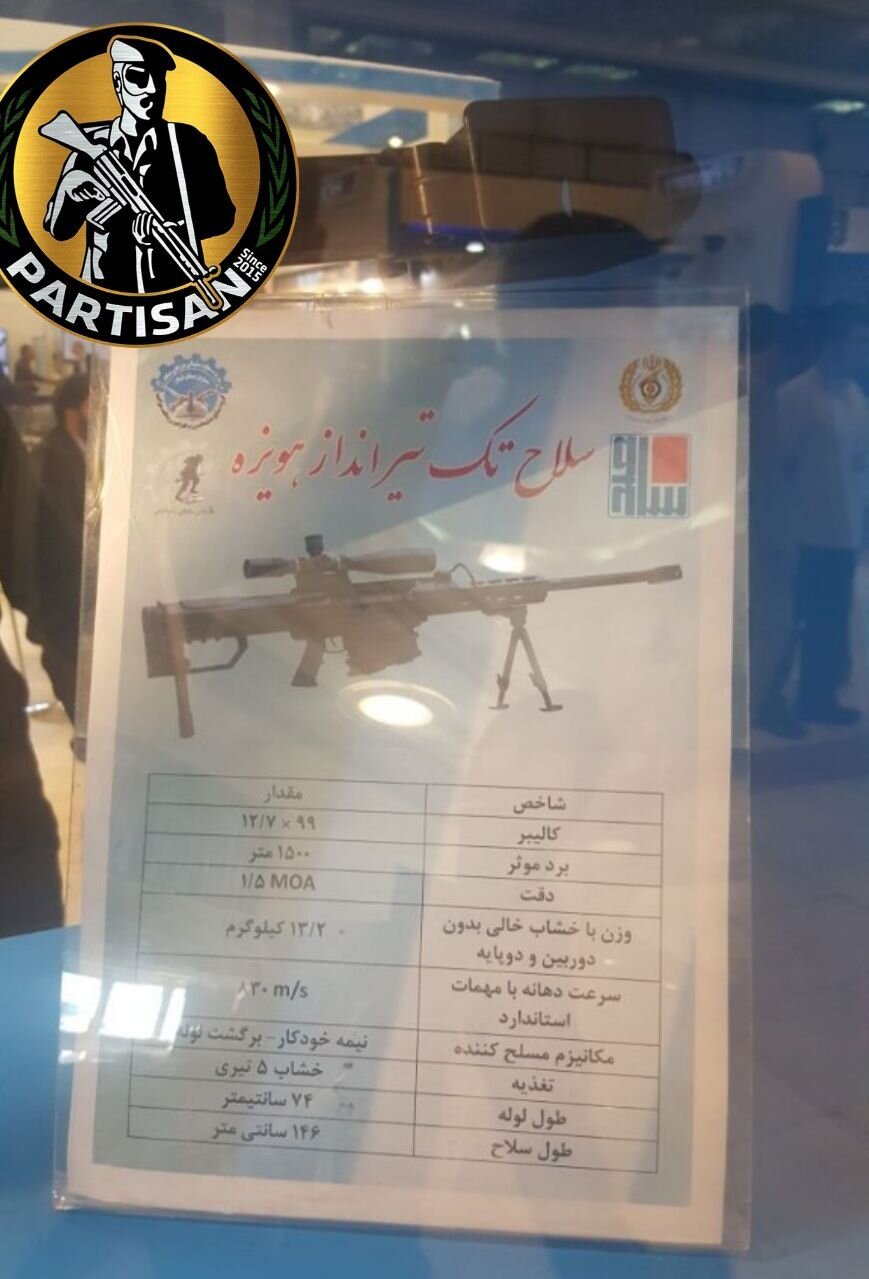 PARTISAN
Since
2015
سلاح تک تیرانداز هویزه
شاخص مقدار
کالیبر ۱۲/۷ × ۹۹
برد موثر ۱۵۰۰ متر
دقت ۱/۵ MOA
وزن با خشاب خالی بدون
دوربین و دوپایه ۱۳/۲ کیلوگرم
سرعت دهانه با مهمات
استاندارد ۸۳۰ m/s
مکانیزم مسلح کننده نیمه خودکار- برگشت لوله
تغذیه خشاب ۵ تیری
طول لوله ۷۴ سانتیمتر
طول سلاح ۱۴۶ سانتی متر